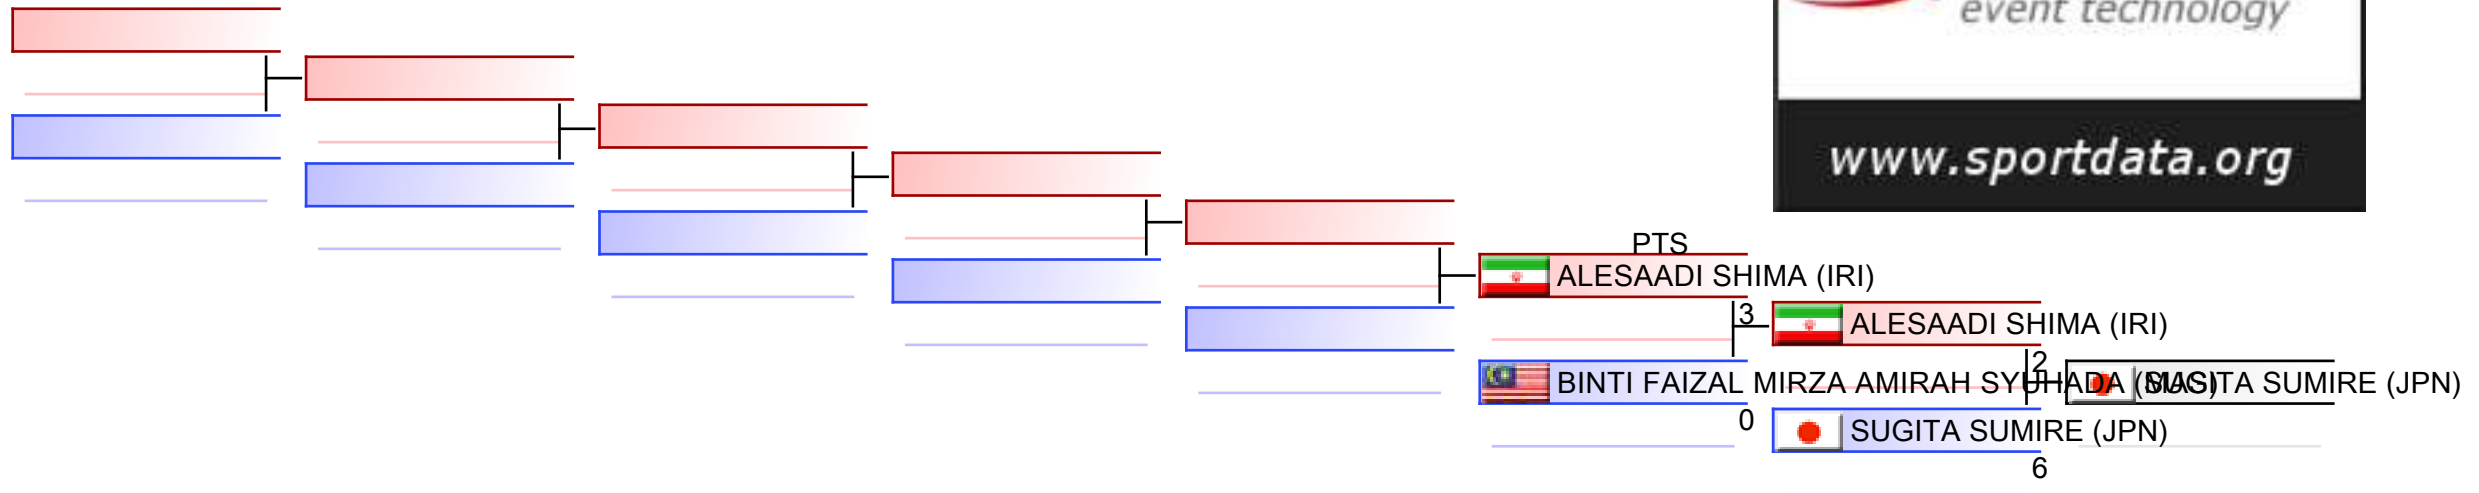 event technology
www.sportdata.org
PTS
ALESAADI SHIMA (IRI)
3
ALESAADI SHIMA (IRI)
2
BINTI FAIZAL MIRZA AMIRAH SYUHADA (MAS)
SUGITA SUMIRE (JPN)
0
SUGITA SUMIRE (JPN)
6